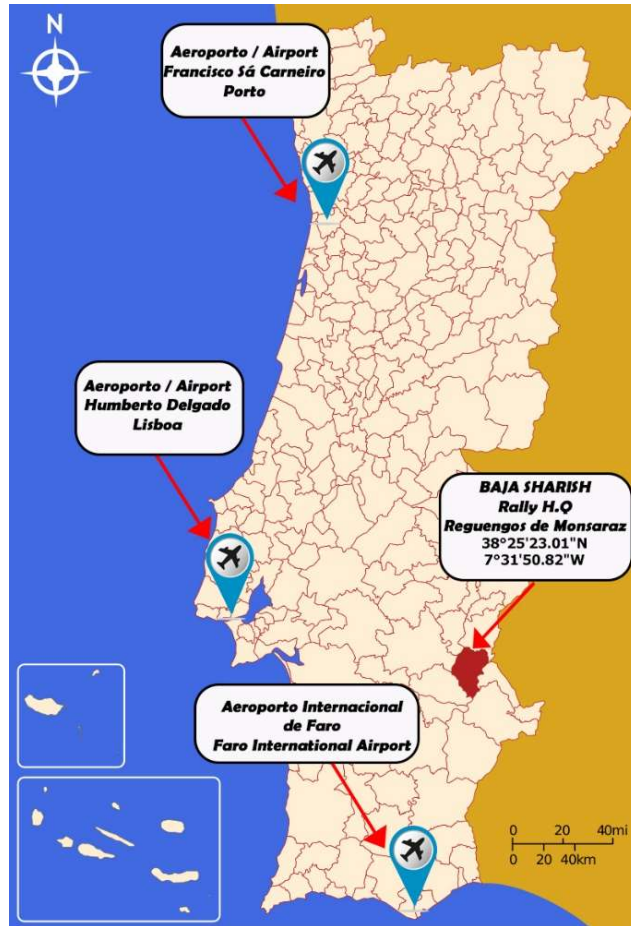 N
Aeroporto / Airport
Francisco Sá Carneiro
Porto
Aeroporto / Airport
Humberto Delgado
Lisboa
BAJA SHARISH
Rally H.Q
Reguengos de Monsaraz
38°25'23.01"N
7°31'50.82"W
Aeroporto Internacional
de Faro
Faro International Airport
0 20 40mi
0 20 40km